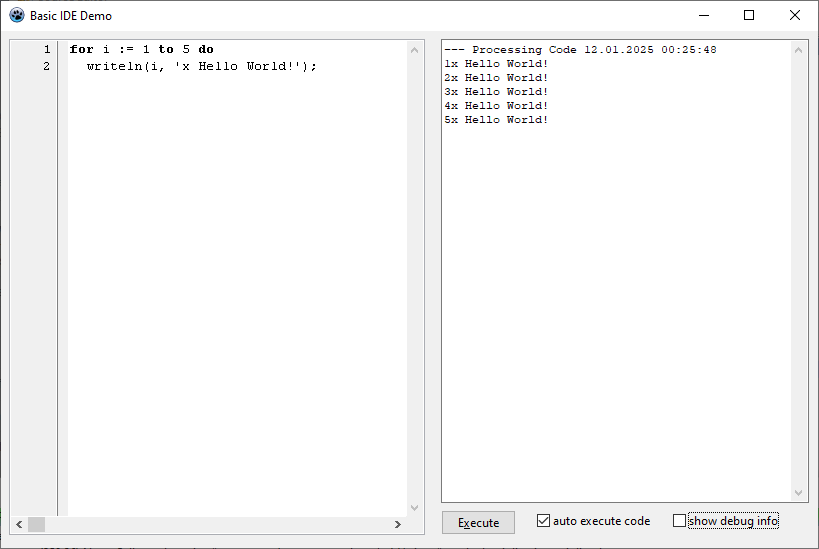 Basic IDE Demo
1 for i := 1 to 5 do
2   writeln(i, 'x Hello World!');
--- Processing Code 12.01.2025 00:25:48
1x Hello World!
2x Hello World!
3x Hello World!
4x Hello World!
5x Hello World!
Execute
auto execute code
show debug info